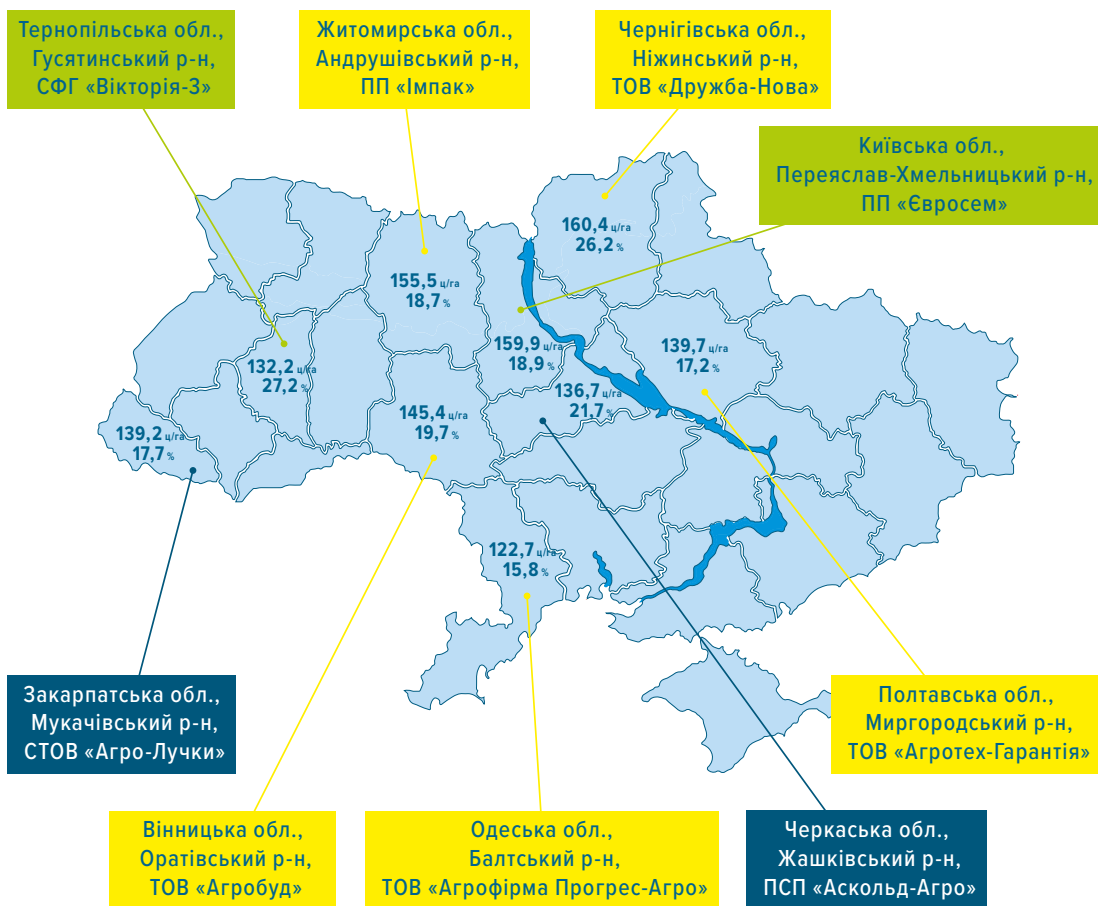 Тернопільська обл.,
Гусятинський р-н,
СФГ «Вікторія-3»
Житомирська обл.,
Андрушівський р-н,
ПП «Імпак»
Чернігівська обл.,
Ніжинський р-н,
ТОВ «Дружба-Нова»
Київська обл.,
Переяслав-Хмельницький р-н,
ПП «Євросем»
160,4 ц/га
26,2 %
155,5 ц/га
18,7 %
159,9 ц/га
18,9 %
139,7 ц/га
17,2 %
132,2 ц/га
27,2 %
136,7 ц/га
21,7 %
145,4 ц/га
19,7 %
139,2 ц/га
17,7 %
122,7 ц/га
15,8 %
Закарпатська обл.,
Мукачівський р-н,
СТОВ «Агро-Лучки»
Полтавська обл.,
Миргородський р-н,
ТОВ «Агротех-Гарантія»
Вінницька обл.,
Оратівський р-н,
ТОВ «Агробуд»
Одеська обл.,
Балтський р-н,
ТОВ «Агрофірма Прогрес-Агро»
Черкаська обл.,
Жашківський р-н,
ПСП «Аскольд-Агро»